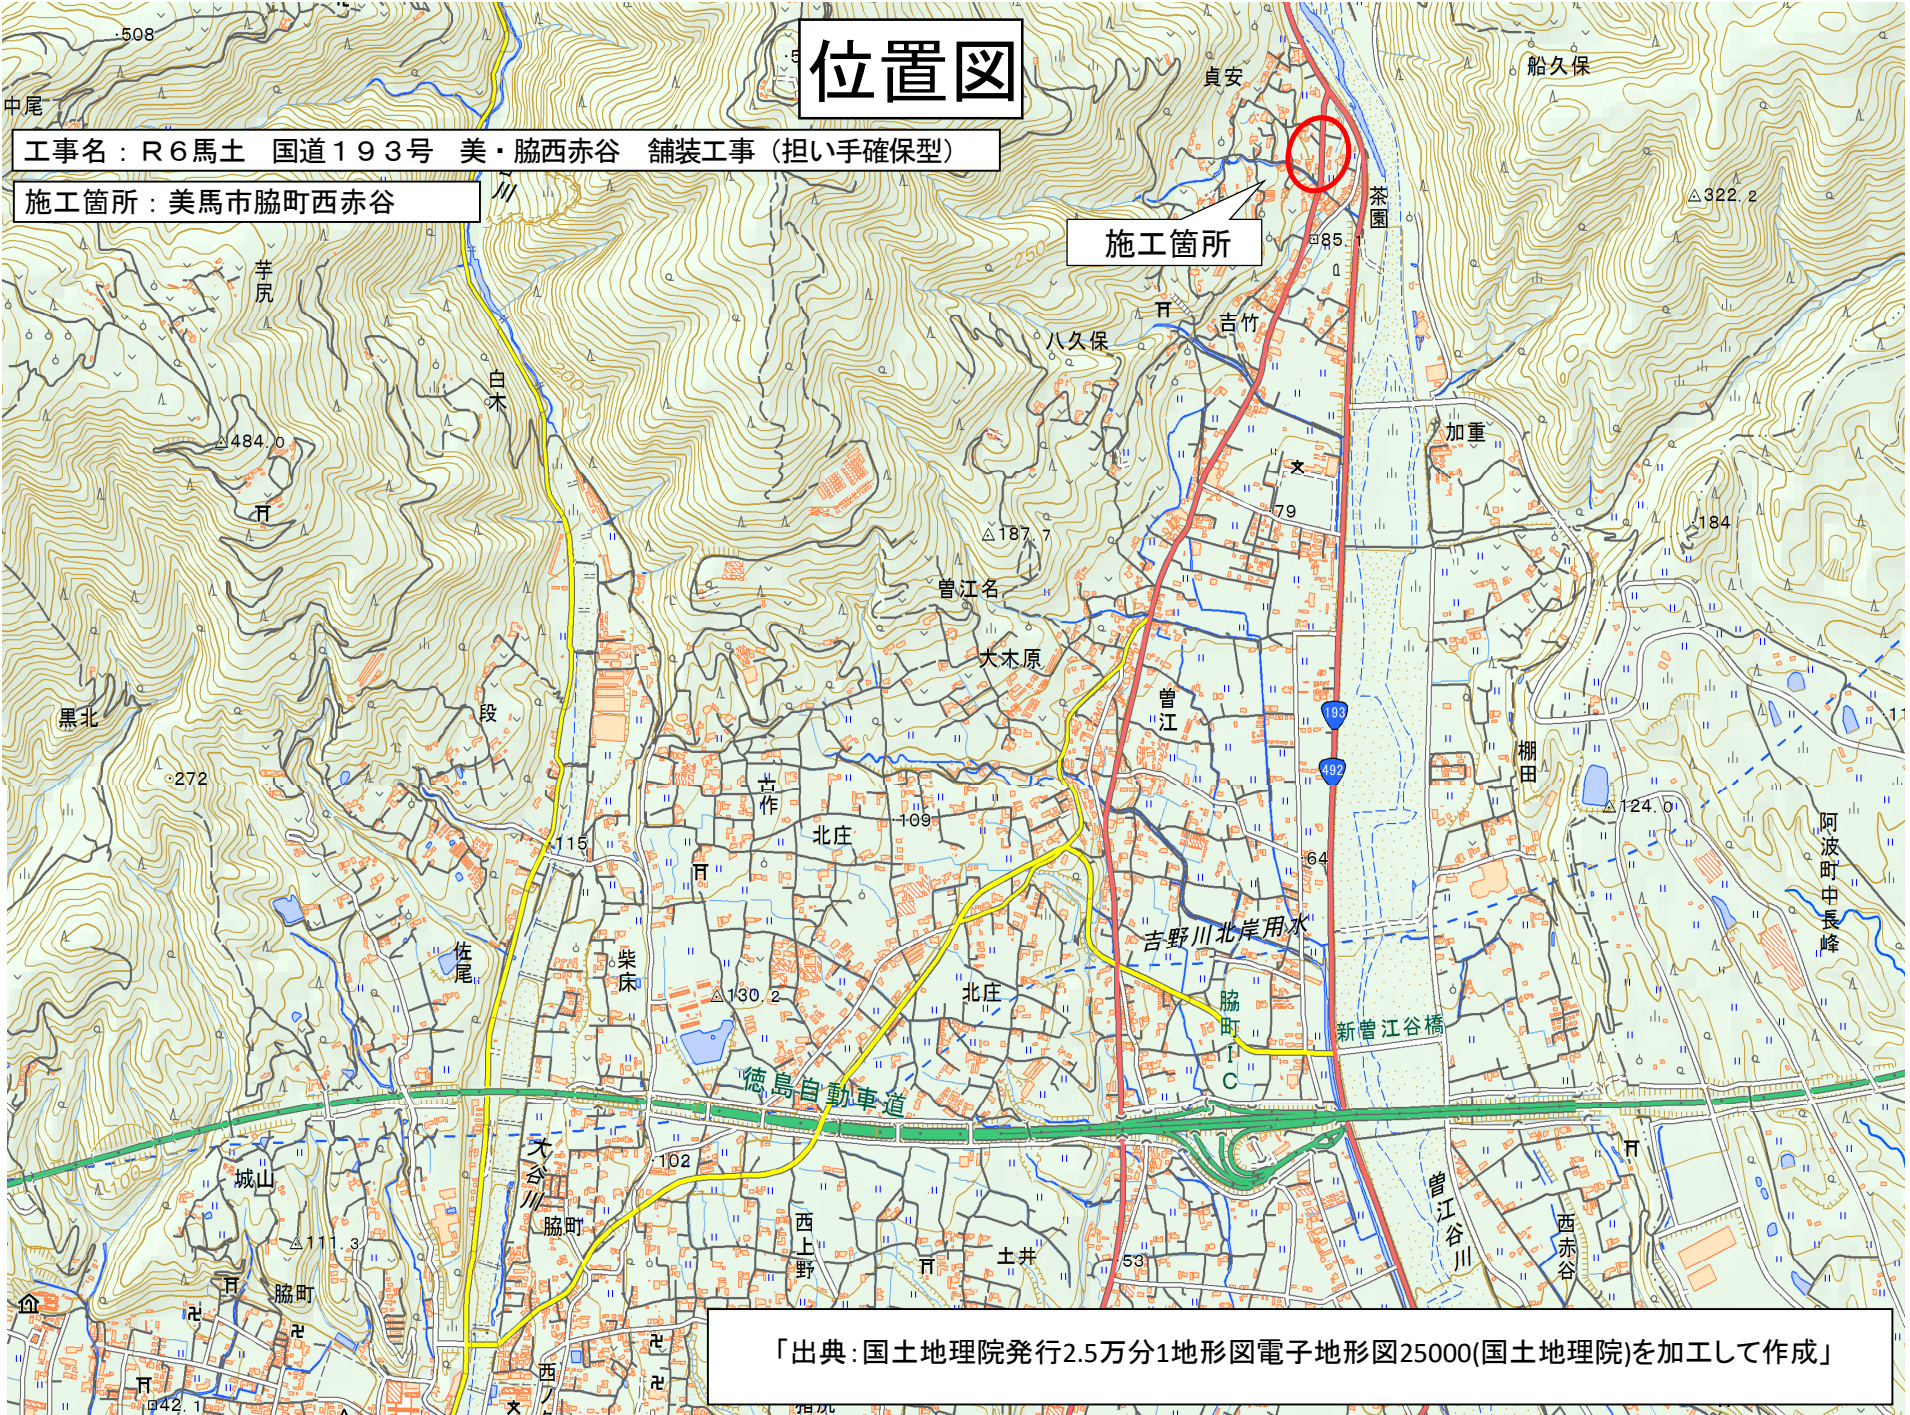 位置図
工事名：Ｒ６馬土　国道１９３号　美・脇西赤谷　舗装工事（担い手確保型）
施工箇所：美馬市脇町西赤谷
施工箇所
508
中尾
貞安
船久保
322.2
茶園
85.1
250
芋尻
吉竹
八久保
白木
200
484.0
加重
79
184
187.7
曽江名
大木原
曽江
段
黒北
193
492
棚田
272
古作
北庄
109
115
124.0
64
阿波町中長峰
吉野川北岸用水
佐尾
柴床
130.2
北庄
脇町ＩＣ
新曽江谷橋
徳島自動車道
大谷川
102
城山
曽江谷川
西赤谷
脇町
西上野
土井
111.3
53
脇町
42.1
「出典：国土地理院発行2.5万分1地形図電子地形図25000(国土地理院)を加工して作成」